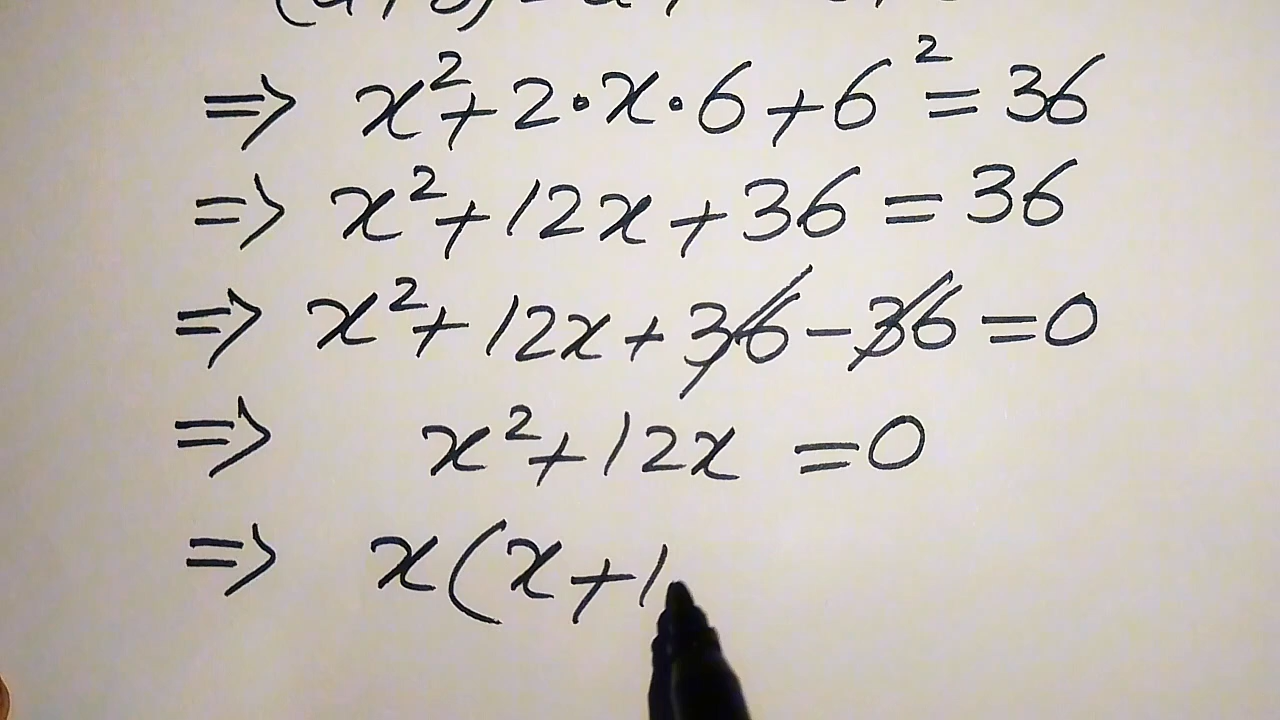 ⇒ x²+2·x·6+6²=36
⇒ x²+12x+36=36
⇒ x²+12x+36-36=0
⇒ x²+12x=0
⇒ x(x+1